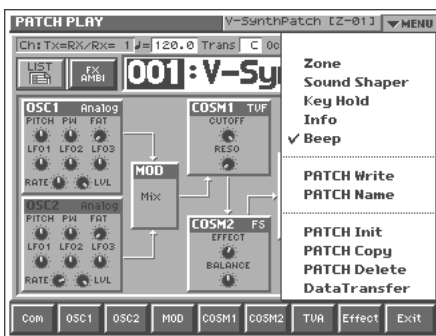 PATCH PLAY
V-SynthPatch [Z-01]
▼MENU
Ch: Tx=RX/Rx= 1 ♩= 120.0 Trans C Oc
LIST
FX
AMBI
001:V-Sy
OSC1 Analog
PITCH PW FAT
LFO1 LFO2 LFO3
RATE LVL
OSC2 Analog
PITCH PW FAT
LFO1 LFO2 LFO3
RATE LVL
MOD
Mix
COSM1 TVF
CUTOFF
RESO
COSM2 FS
EFFECT
BALANCE
Zone
Sound Shaper
Key Hold
Info
✓ Beep
PATCH Write
PATCH Name
PATCH Init
PATCH Copy
PATCH Delete
DataTransfer
Com OSC1 OSC2 MOD COSM1 COSM2 TVA Effect Exit